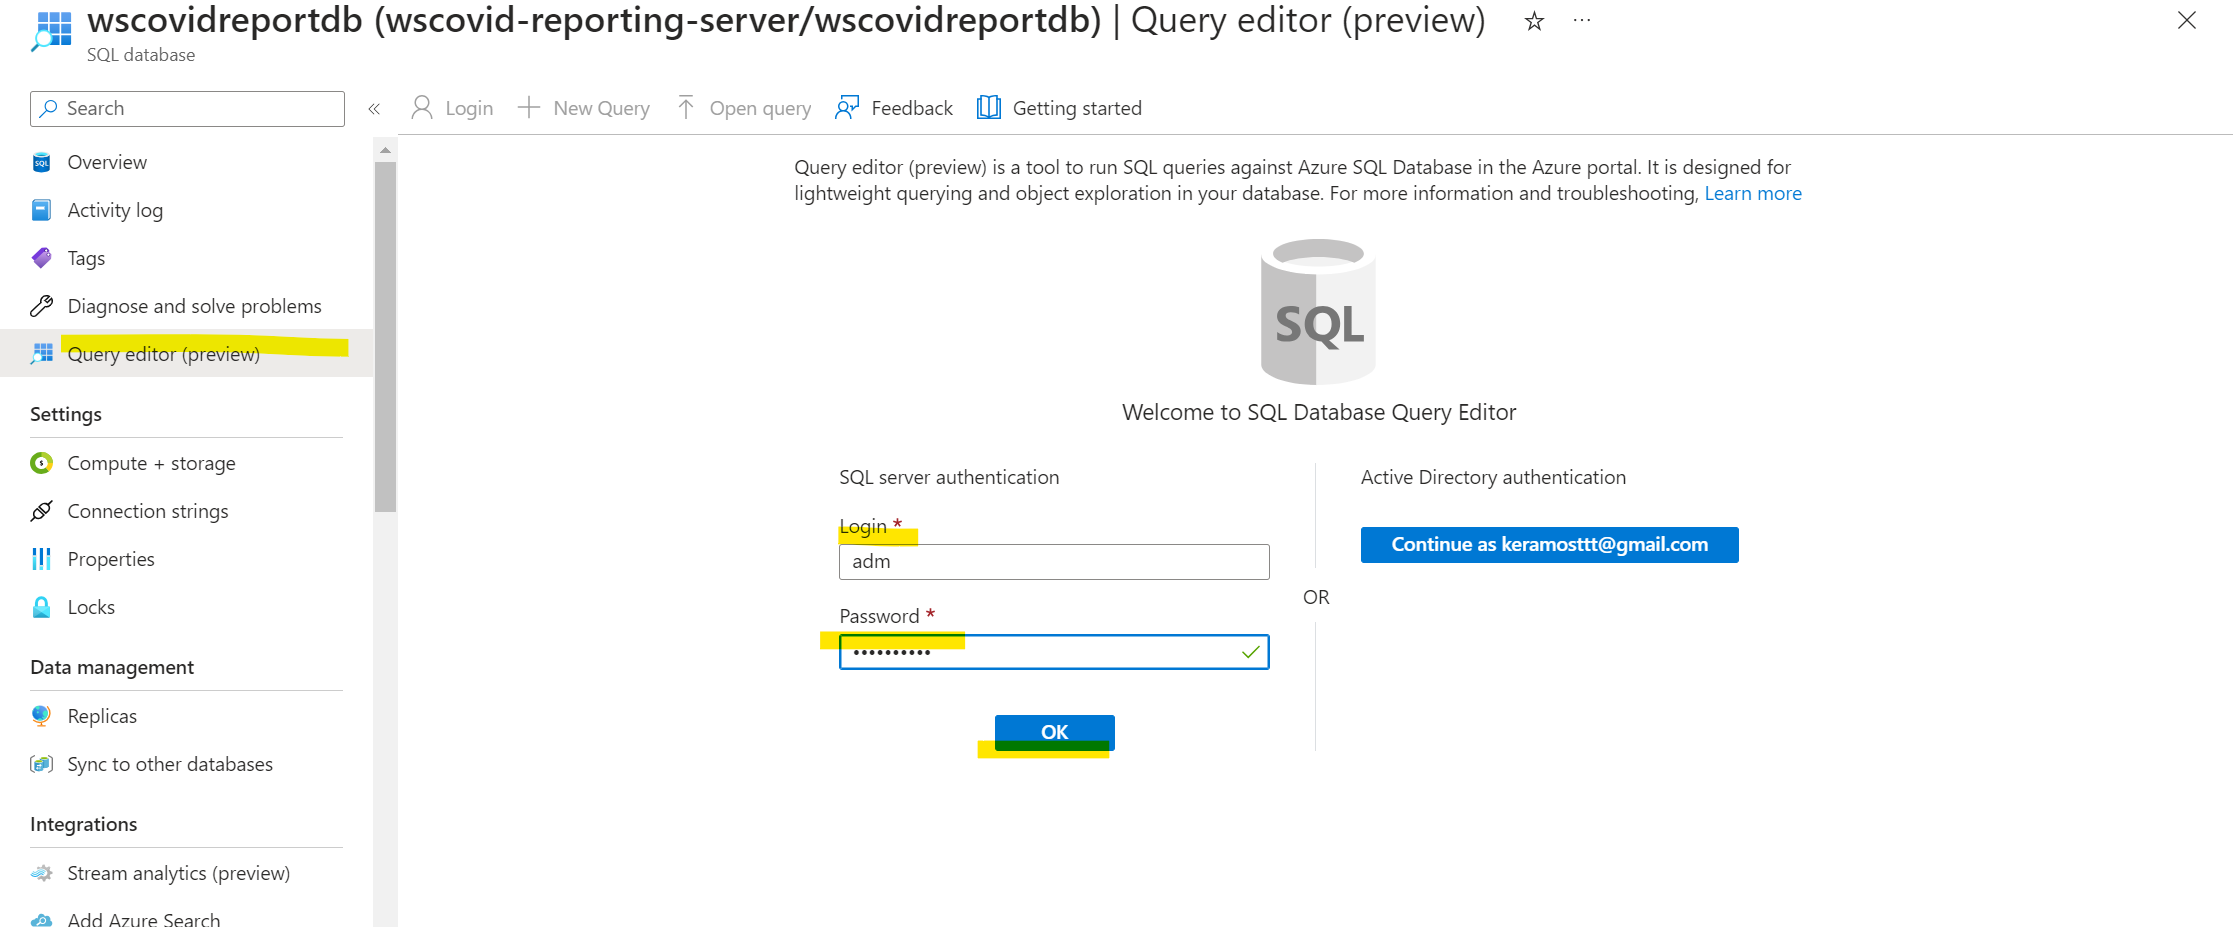 wscovidreportdb (wscovid-reporting-server/wscovidreportdb) | Query editor (preview)
SQL database
Search
Login
New Query
Open query
Feedback
Getting started
SQL Overview
Activity log
Tags
Diagnose and solve problems
Query editor (preview)
Settings
Compute + storage
Connection strings
Properties
Locks
Data management
Replicas
Sync to other databases
Integrations
Stream analytics (preview)
Add Azure Search
Query editor (preview) is a tool to run SQL queries against Azure SQL Database in the Azure portal. It is designed for
lightweight querying and object exploration in your database. For more information and troubleshooting, Learn more
SQL
Welcome to SQL Database Query Editor
SQL server authentication
Login *
adm
Password *
••••••••••
OK
OR
Active Directory authentication
Continue as keramosttt@gmail.com